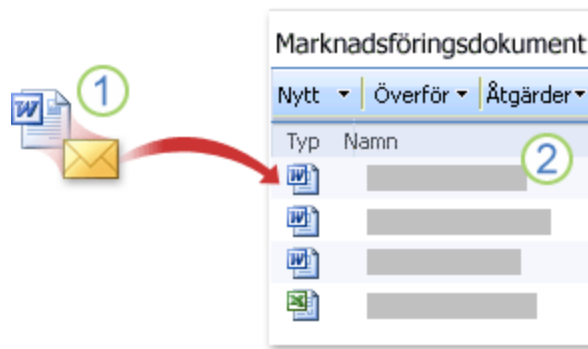 Marknadsföringsdokument
1
Nytt Överför Åtgärder
Typ Namn
2